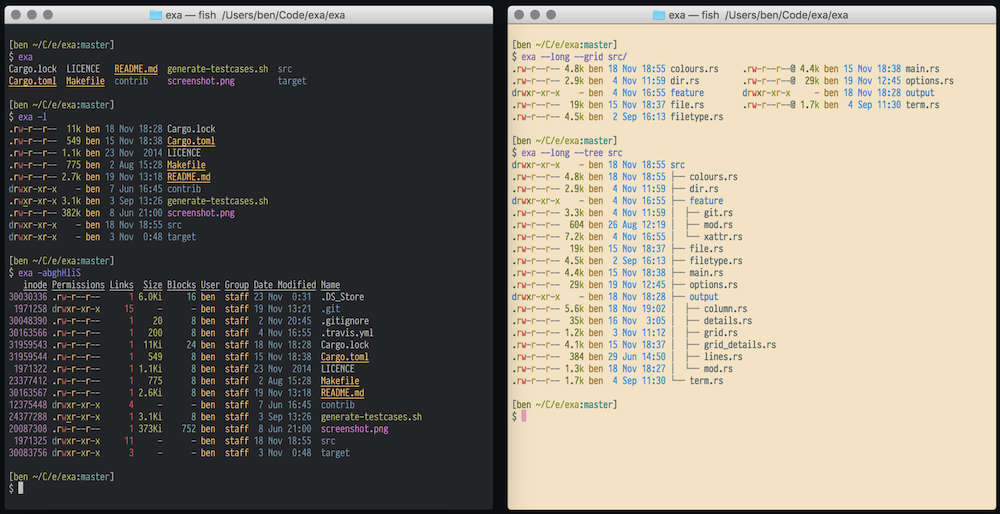 exa — fish /Users/ben/Code/exa/exa
[ben ~/C/e/exa:master]
$ exa
Cargo.lock LICENCE README.md generate-testcases.sh src
Cargo.toml Makefile contrib screenshot.png target
[ben ~/C/e/exa:master]
$ exa -l
.rw-r--r-- 11k ben 18 Nov 18:28 Cargo.lock
.rw-r--r-- 549 ben 15 Nov 18:38 Cargo.toml
.rw-r--r-- 1.1k ben 23 Nov 2014 LICENCE
.rw-r--r-- 775 ben 2 Aug 15:28 Makefile
.rw-r--r-- 2.7k ben 19 Nov 13:18 README.md
drwxr-xr-x - ben 7 Jun 16:45 contrib
.rwxr-xr-x 3.1k ben 3 Sep 13:26 generate-testcases.sh
.rw-r--r-- 382k ben 8 Jun 21:00 screenshot.png
drwxr-xr-x - ben 18 Nov 18:55 src
drwxr-xr-x - ben 3 Nov 0:48 target
[ben ~/C/e/exa:master]
$ exa -abghHliS
inode Permissions Links Size Blocks User Group Date Modified Name
30030336 .rw-r--r-- 1 6.0Ki 16 ben staff 23 Nov 0:31 .DS_Store
1971258 drwxr-xr-x 15 - - ben staff 19 Nov 13:21 .git
30048390 .rw-r--r-- 1 20 8 ben staff 2 Nov 20:45 .gitignore
30163566 .rw-r--r-- 1 200 8 ben staff 4 Nov 16:55 .travis.yml
31959543 .rw-r--r-- 1 11Ki 24 ben staff 18 Nov 18:28 Cargo.lock
31959544 .rw-r--r-- 1 549 8 ben staff 15 Nov 18:38 Cargo.toml
1971322 .rw-r--r-- 1 1.1Ki 8 ben staff 23 Nov 2014 LICENCE
23377412 .rw-r--r-- 1 775 8 ben staff 2 Aug 15:28 Makefile
30163567 .rw-r--r-- 1 2.6Ki 8 ben staff 19 Nov 13:18 README.md
12375448 drwxr-xr-x 4 - - ben staff 7 Jun 16:45 contrib
24377288 .rwxr-xr-x 1 3.1Ki 8 ben staff 3 Sep 13:26 generate-testcases.sh
20087308 .rw-r--r-- 1 373Ki 752 ben staff 8 Jun 21:00 screenshot.png
1971325 drwxr-xr-x 11 - - ben staff 18 Nov 18:55 src
30083756 drwxr-xr-x 3 - - ben staff 3 Nov 0:48 target
[ben ~/C/e/exa:master]
$
exa — fish /Users/ben/Code/exa/exa
[ben ~/C/e/exa:master]
$ exa --long --grid src/
.rw-r--r-- 4.8k ben 18 Nov 18:55 colours.rs .rw-r--r--@ 4.4k ben 15 Nov 18:38 main.rs
.rw-r--r-- 2.9k ben 4 Nov 11:59 dir.rs .rw-r--r--@ 29k ben 19 Nov 12:45 options.rs
drwxr-xr-x - ben 4 Nov 16:55 feature drwxr-xr-x - ben 18 Nov 18:28 output
.rw-r--r-- 19k ben 15 Nov 18:37 file.rs .rw-r--r--@ 1.7k ben 4 Sep 11:30 term.rs
.rw-r--r-- 4.5k ben 2 Sep 16:13 filetype.rs
[ben ~/C/e/exa:master]
$ exa --long --tree src
drwxr-xr-x - ben 18 Nov 18:55 src
.rw-r--r-- 4.8k ben 18 Nov 18:55 ├── colours.rs
.rw-r--r-- 2.9k ben 4 Nov 11:59 ├── dir.rs
drwxr-xr-x - ben 4 Nov 16:55 ├── feature
.rw-r--r-- 3.3k ben 4 Nov 11:59 │ ├── git.rs
.rw-r--r-- 604 ben 26 Aug 12:19 │ ├── mod.rs
.rw-r--r-- 7.2k ben 4 Nov 16:55 │ └── xattr.rs
.rw-r--r-- 19k ben 15 Nov 18:37 ├── file.rs
.rw-r--r-- 4.5k ben 2 Sep 16:13 ├── filetype.rs
.rw-r--r-- 4.4k ben 15 Nov 18:38 ├── main.rs
.rw-r--r-- 29k ben 19 Nov 12:45 ├── options.rs
drwxr-xr-x - ben 18 Nov 18:28 ├── output
.rw-r--r-- 5.6k ben 18 Nov 19:02 │ ├── column.rs
.rw-r--r-- 35k ben 16 Nov 3:05 │ ├── details.rs
.rw-r--r-- 1.2k ben 3 Nov 11:12 │ ├── grid.rs
.rw-r--r-- 4.1k ben 15 Nov 18:37 │ ├── grid_details.rs
.rw-r--r-- 384 ben 29 Jun 14:50 │ ├── lines.rs
.rw-r--r-- 1.3k ben 18 Nov 18:27 │ └── mod.rs
.rw-r--r-- 1.7k ben 4 Sep 11:30 └── term.rs
[ben ~/C/e/exa:master]
$